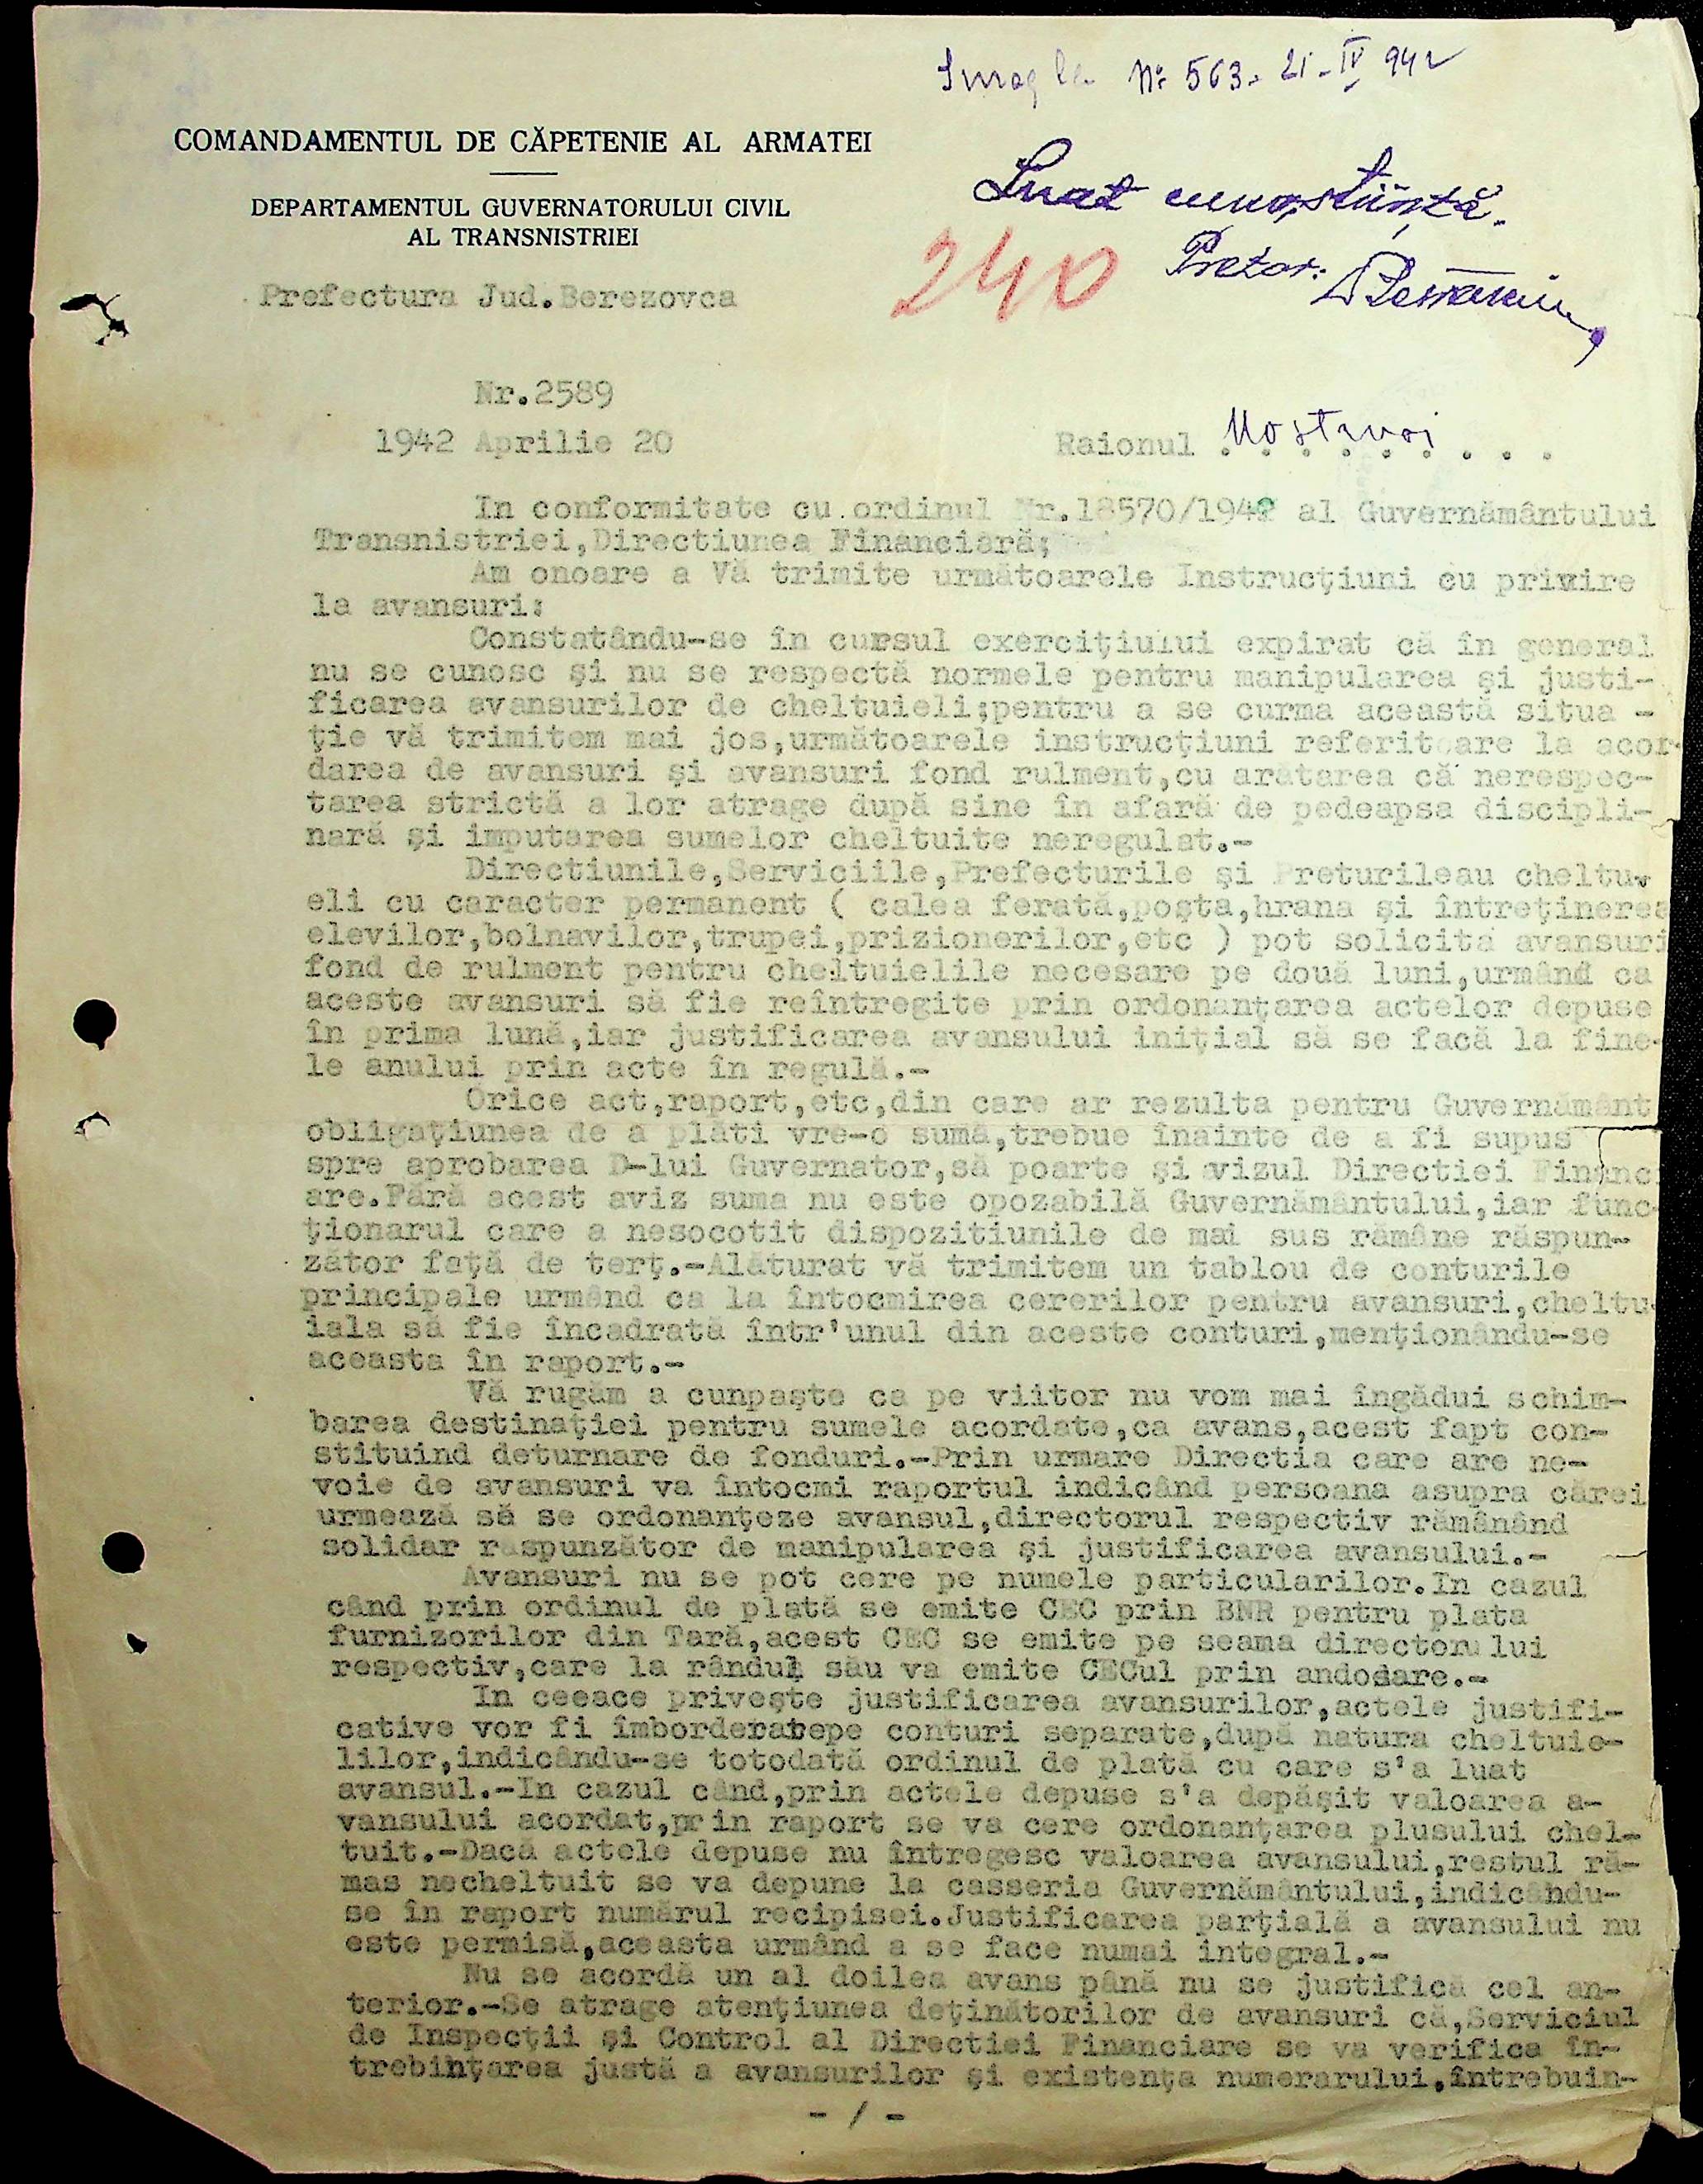 Nº 563. 21-IV 942
COMANDAMENTUL DE CĂPETENIE AL ARMATEI
DEPARTAMENTUL GUVERNATORULUI CIVIL
AL TRANSNISTRIEI
Luat cunoștiință.
Pretor:
240
Prefectura Jud.Berezovca
Nr.2589
1942 Aprilie 20
Raionul Mostovoi
In conformitate cu ordinul Nr.18570/1942 al Guvernământului
Transnistriei,Directiunea Financiară;
Am onoare a Vă trimite următoarele Instrucţiuni cu privire
la avansuri:
Constatându-se în cursul exerciţiului expirat că în general
nu se cunosc şi nu se respectă normele pentru manipularea şi justi-
ficarea avansurilor de cheltuieli;pentru a se curma această situa -
ţie vă trimitem mai jos,următoarele instrucţiuni referitoare la acor-
darea de avansuri şi avansuri fond rulment,cu arătarea că nerespec-
tarea strictă a lor atrage după sine în afară de pedeapsa discipli-
nară şi imputarea sumelor cheltuite neregulat.-
Directiunile,Serviciile,Prefecturile şi Preturileau cheltu-
eli cu caracter permanent ( calea ferată,poşta,hrana şi întreţinerea
elevilor,bolnavilor,trupei,prizionerilor,etc ) pot solicita avansuri
fond de rulment pentru cheltuielile necesare pe două luni,urmând ca
aceste avansuri să fie reîntregite prin ordonanţarea actelor depuse
în prima lună,iar justificarea avansului iniţial să se facă la fine-
le anului prin acte în regulă.-
Orice act,raport,etc,din care ar rezulta pentru Guvernământ
obligaţiunea de a plăti vre-o sumă,trebue înainte de a fi supus
spre aprobarea D-lui Guvernator,să poarte şi vizul Directiei Financi
are.Fără acest aviz suma nu este opozabilă Guvernământului,iar func-
ţionarul care a nesocotit dispozitiunile de mai sus rămâne răspun-
zător faţă de terţ.-Alăturat vă trimitem un tablou de conturile
principale urmând ca la întocmirea cererilor pentru avansuri,cheltu-
iala să fie încadrată într'unul din aceste conturi,menţionându-se
aceasta în raport.-
Vă rugăm a cunpaşte ca pe viitor nu vom mai îngădui schim-
barea destinaţiei pentru sumele acordate,ca avans,acest fapt con-
stituind deturnare de fonduri.-Prin urmare Directia care are ne-
voie de avansuri va întocmi raportul indicând persoana asupra cărei
urmează să se ordonanţeze avansul,directorul respectiv rămânând
solidar raspunzător de manipularea şi justificarea avansului.-
Avansuri nu se pot cere pe numele particularilor.In cazul
când prin ordinul de plată se emite CEC prin BNR pentru plata
furnizorilor din Tară,acest CEC se emite pe seama directoru lui
respectiv,care la rândul său va emite CECul prin andosare.-
In ceeace priveşte justificarea avansurilor,actele justifi-
cative vor fi îmborderatepe conturi separate,după natura cheltuie-
lilor,indicându-se totodată ordinul de plată cu care s'a luat
avansul.-In cazul când,prin actele depuse s'a depăşit valoarea a-
vansului acordat,prin raport se va cere ordonanţarea plusului chel-
tuit.-Dacă actele depuse nu întregesc valoarea avansului,restul ră-
mas necheltuit se va depune la casseria Guvernământului,indicându-
se în raport numărul recipisei.Justificarea parţială a avansului nu
este permisă,aceasta urmând a se face numai integral.-
Nu se acordă un al doilea avans până nu se justifică cel an-
terior.-Se atrage atenţiunea deţinătorilor de avansuri că,Serviciul
de Inspecţii şi Control al Directiei Financiare se va verifica în-
trebinţarea justă a avansurilor şi existenţa numerarului,întrebuin-
- / -